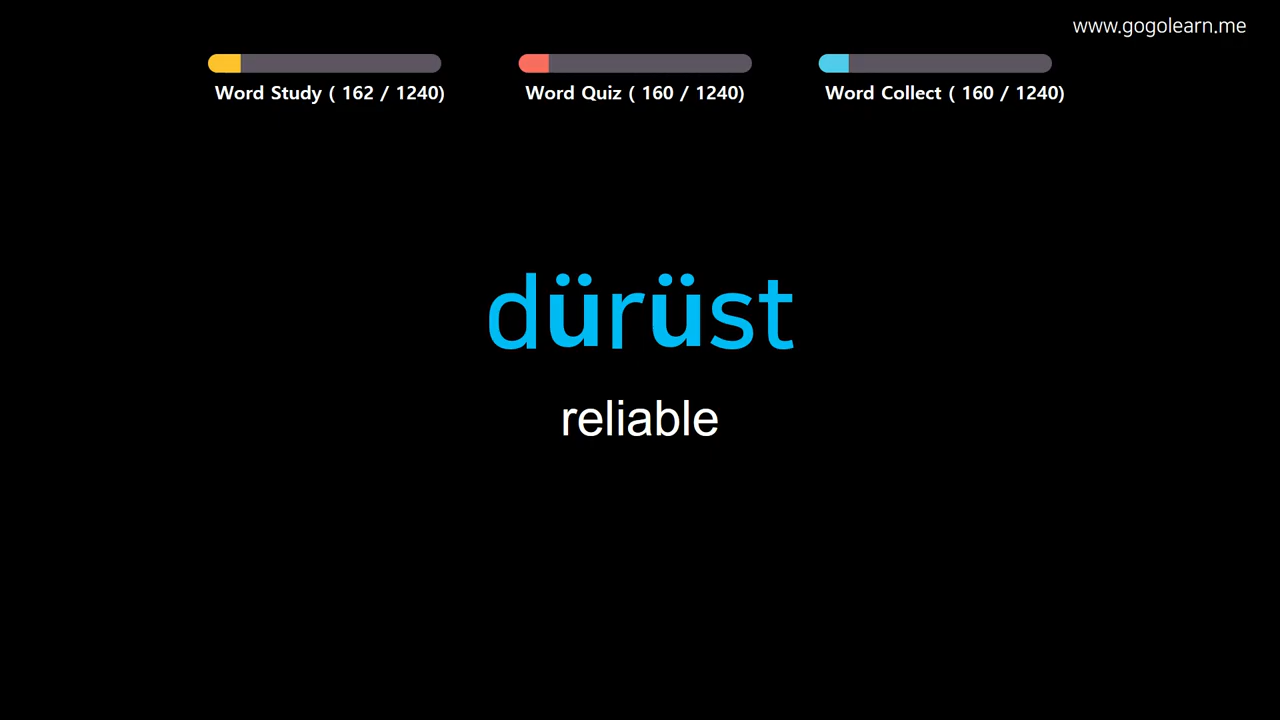 www.gogolearn.me
Word Study ( 162 / 1240)
Word Quiz ( 160 / 1240)
Word Collect ( 160 / 1240)
dürüst
reliable